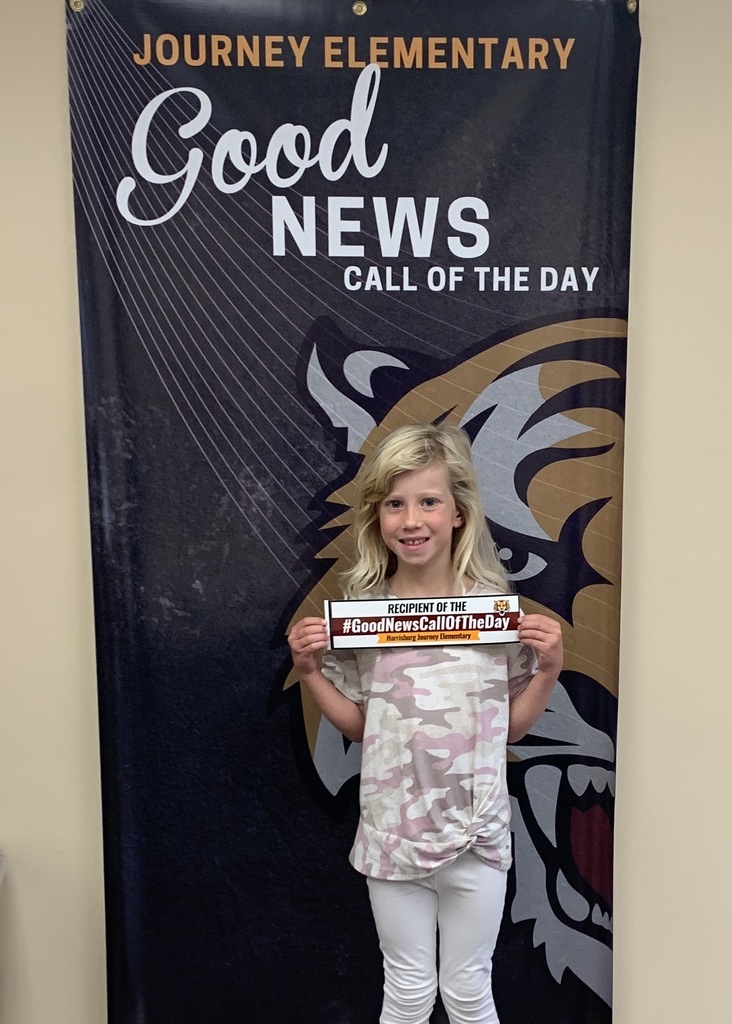 JOURNEY ELEMENTARY
Good
NEWS
CALL OF THE DAY
RECIPIENT OF THE
#GoodNewsCallOfTheDay
Harrisburg Journey Elementary